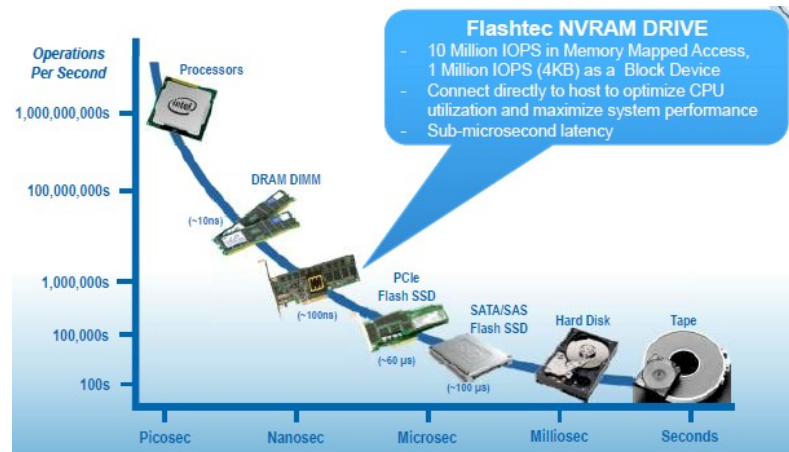 Flashtec NVRAM DRIVE
- 10 Million IOPS in Memory Mapped Access,
1 Million IOPS (4KB) as a Block Device
- Connect directly to host to optimize CPU
utilization and maximize system performance
- Sub-microsecond latency
Operations
Per Second
Processors
intel
1,000,000,000s
DRAM DIMM
100,000,000s
(~10ns)
1,000,000s
PCIe
Flash SSD
(~100ns)
SATA/SAS
Flash SSD
Hard Disk
Tape
100,000s
(~60 µs)
(~100 µs)
100s
Picosec
Nanosec
Microsec
Milliosec
Seconds